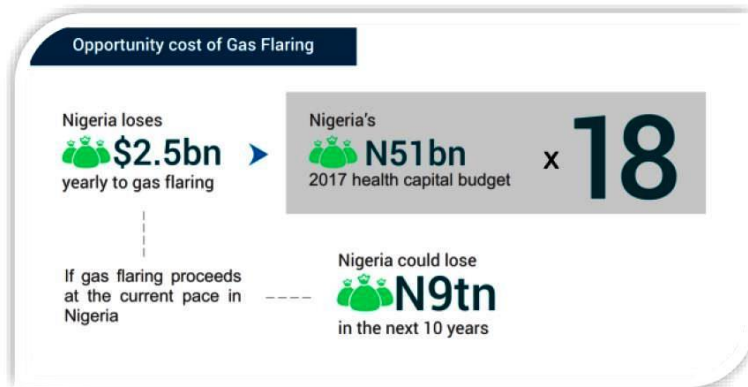 Opportunity cost of Gas Flaring
Nigeria loses
$2.5bn
yearly to gas flaring
Nigeria's
N51bn
2017 health capital budget
x 18
If gas flaring proceeds
at the current pace in
Nigeria
Nigeria could lose
N9tn
in the next 10 years